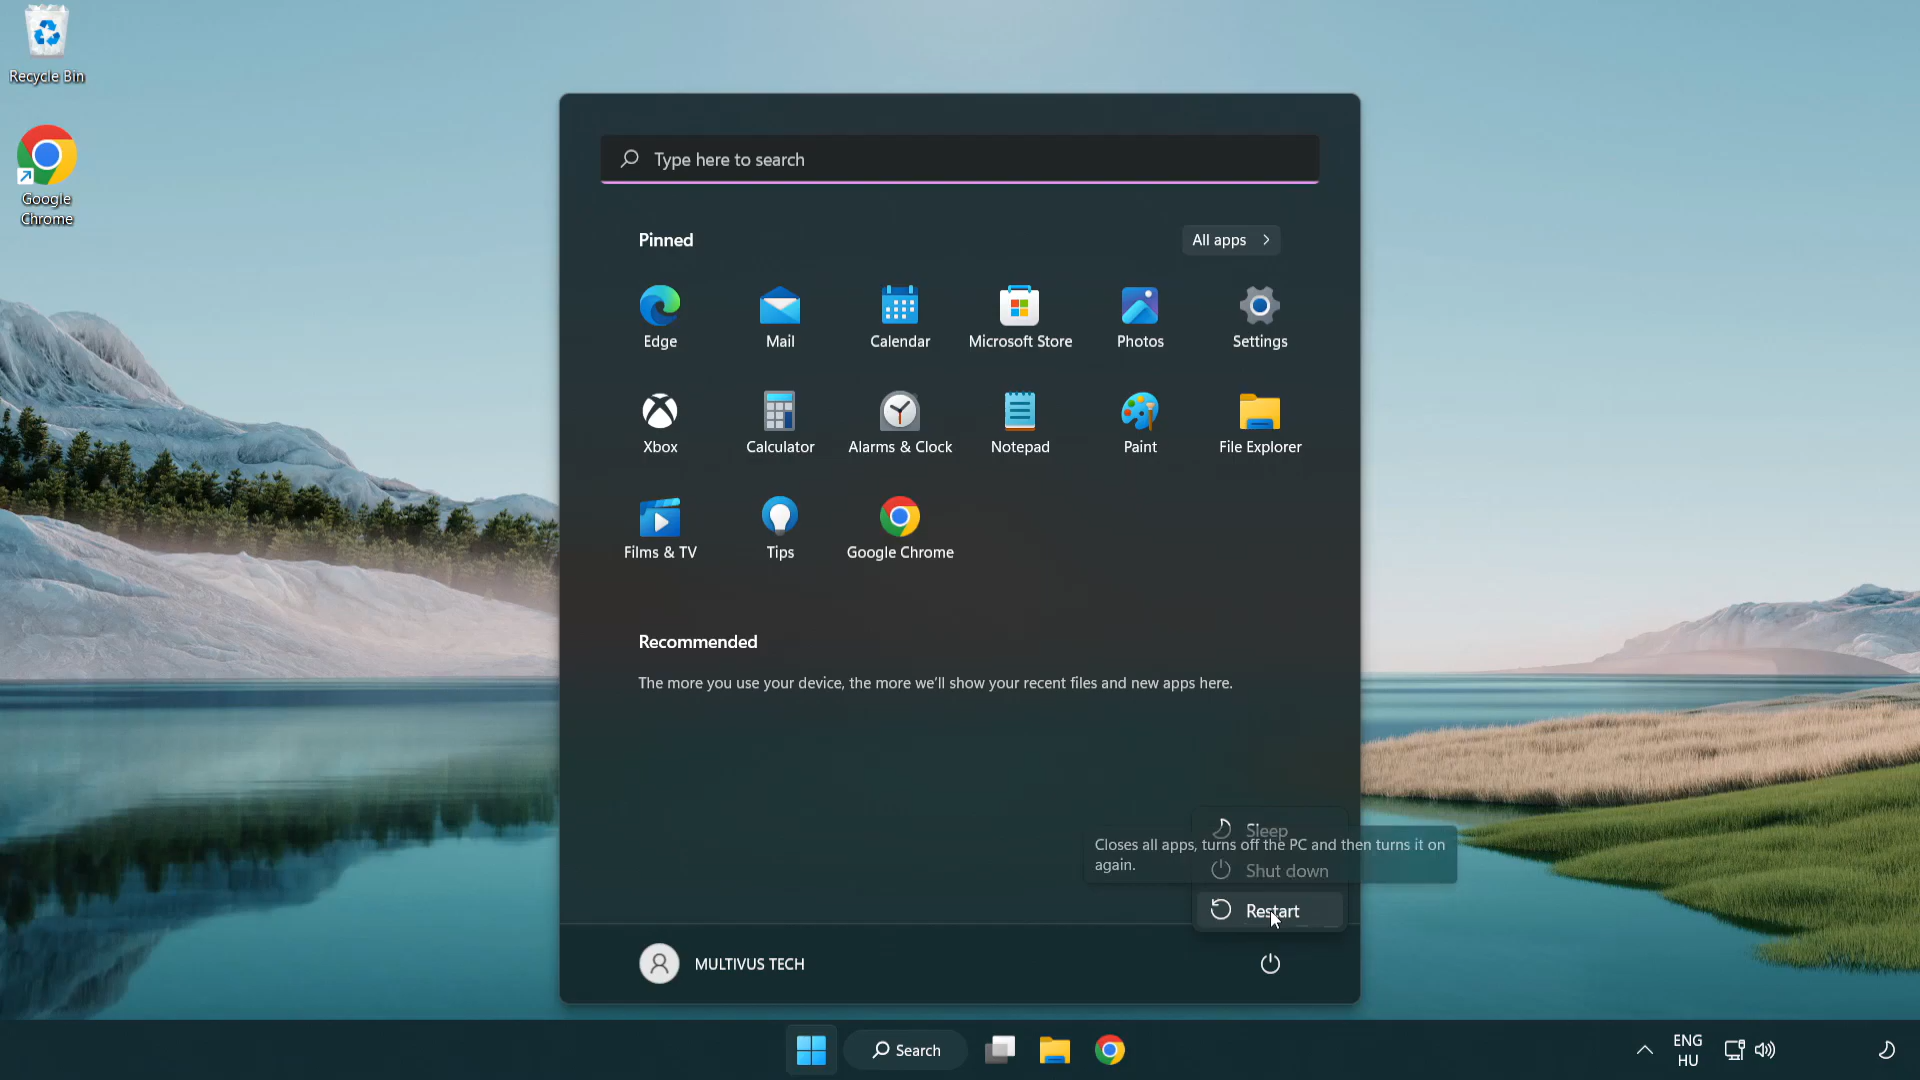 Recycle Bin
Google
Chrome
Type here to search
Pinned
All apps
Edge
Mail
Calendar
Microsoft Store
Photos
Settings
Xbox
Calculator
Alarms & Clock
Notepad
Paint
File Explorer
Films & TV
Tips
Google Chrome
Recommended
The more you use your device, the more we'll show your recent files and new apps here.
Sleep
Closes all apps, turns off the PC and then turns it on
again.
Shut down
Restart
MULTIVUS TECH
Search
ENG
HU